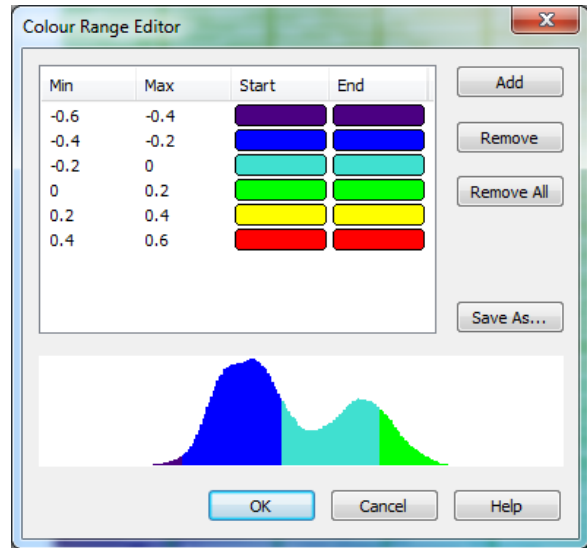 Colour Range Editor
Min Max Start End
-0.6 -0.4
-0.4 -0.2
-0.2 0
0 0.2
0.2 0.4
0.4 0.6
Add
Remove
Remove All
Save As...
OK Cancel Help